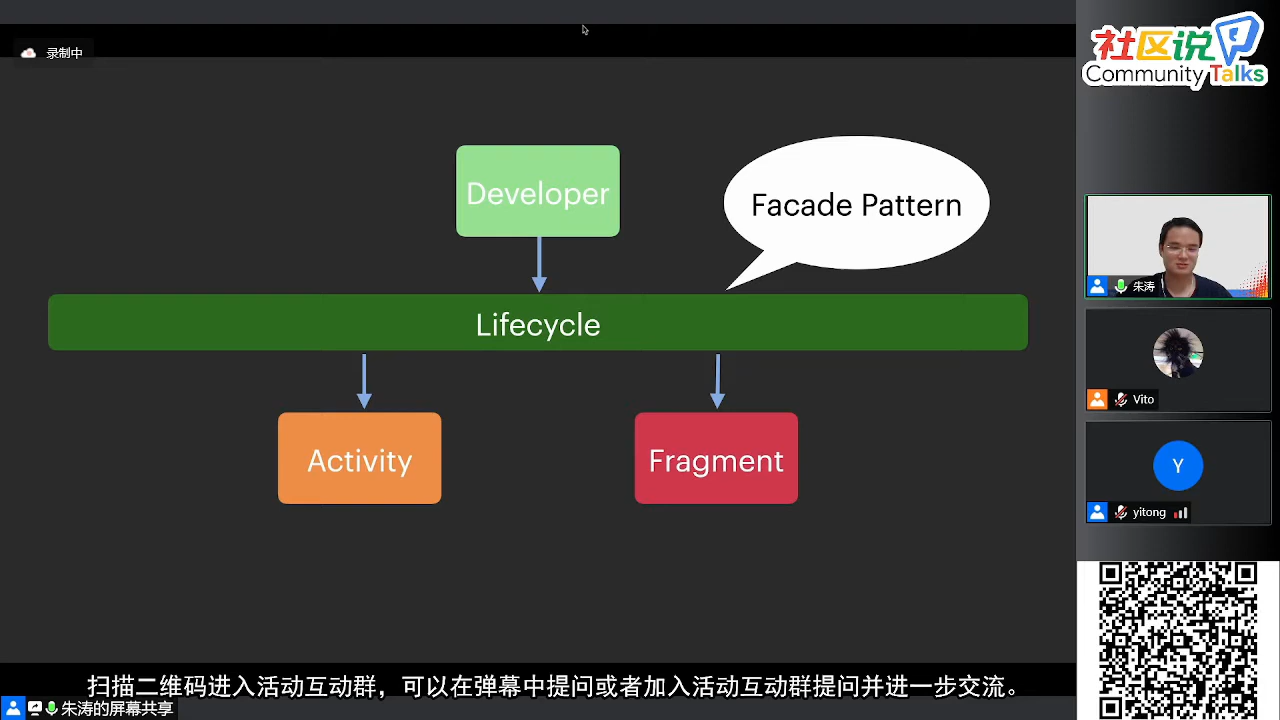 录制中
Developer
Facade Pattern
Lifecycle
Activity
Fragment
社区说
Community Talks
朱涛
Vito
Y
yitong
扫描二维码进入活动互动群，可以在弹幕中提问或者加入活动互动群提问并进一步交流。
朱涛的屏幕共享